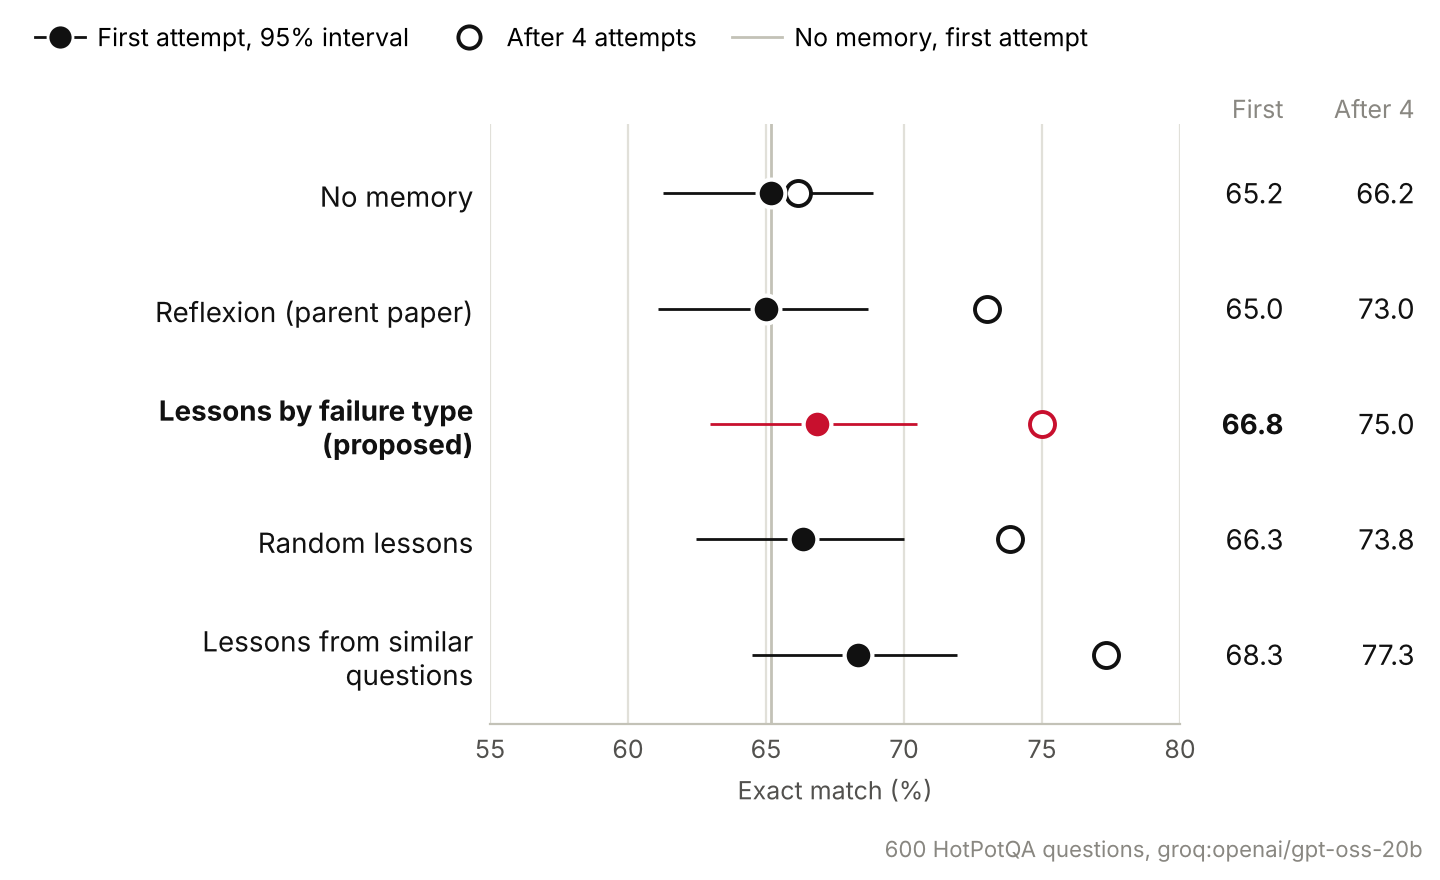 First attempt, 95% interval
After 4 attempts
No memory, first attempt
First After 4
No memory 65.2 66.2
Reflexion (parent paper) 65.0 73.0
Lessons by failure type
(proposed) 66.8 75.0
Random lessons 66.3 73.8
Lessons from similar
questions 68.3 77.3
55 60 65 70 75 80
Exact match (%)
600 HotPotQA questions, groq:openai/gpt-oss-20b